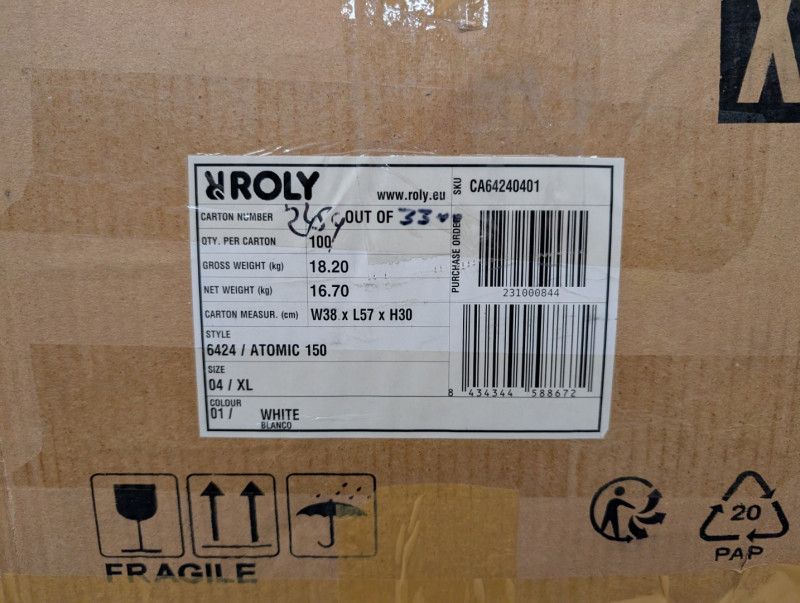 X
ROLY
www.roly.eu
SKU
CA64240401
CARTON NUMBER 2454 OUT OF
QTY. PER CARTON 100
GROSS WEIGHT (kg) 18.20
NET WEIGHT (kg) 16.70
CARTON MEASUR. (cm) W38 x L57 x H30
STYLE
6424 / ATOMIC 150
SIZE
04 / XL
COLOUR
01 / WHITE
BLANCO
PURCHASE ORDER
231000844
8 434344 588672
FRAGILE
20
PAP